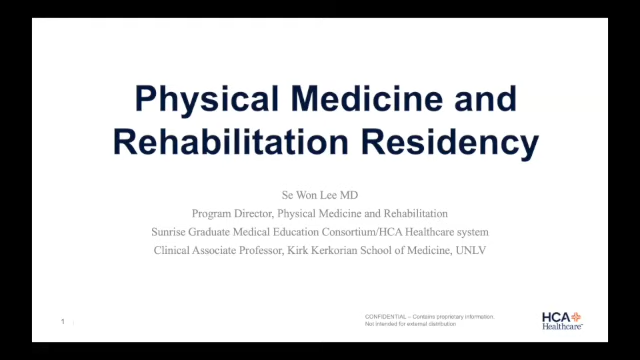 Physical Medicine and
Rehabilitation Residency
Se Won Lee MD
Program Director, Physical Medicine and Rehabilitation
Sunrise Graduate Medical Education Consortium/HCA Healthcare system
Clinical Associate Professor, Kirk Kerkorian School of Medicine, UNLV
1
CONFIDENTIAL – Contains proprietary information.
Not intended for external distribution
HCA
Healthcare